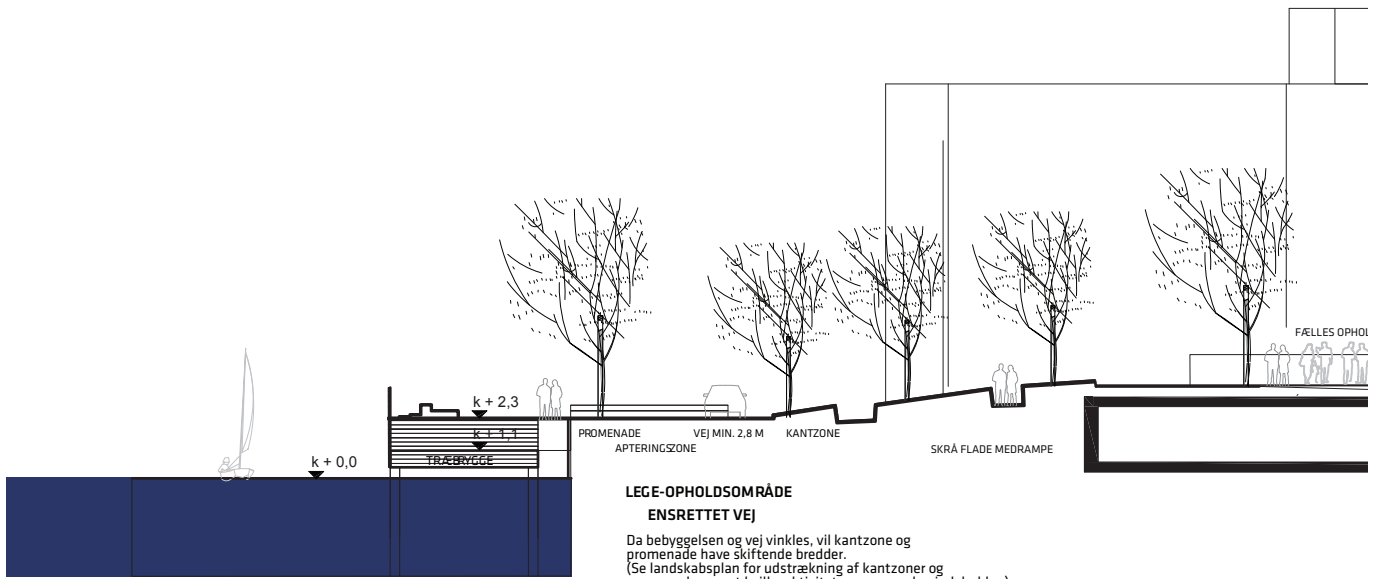 FÆLLES OPHOL
k + 2,3
k + 1,1
PROMENADE
VEJ MIN. 2,8 M
KANTZONE
APTERINGSZONE
SKRÅ FLADE MEDRAMPE
TRÆBRYGGE
k + 0,0
LEGE-OPHOLDSOMRÅDE
ENSRETTET VEJ
Da bebyggelsen og vej vinkles, vil kantzone og
promenade have skiftende bredder.
(Se landskabsplan for udstrækning af kantzoner og